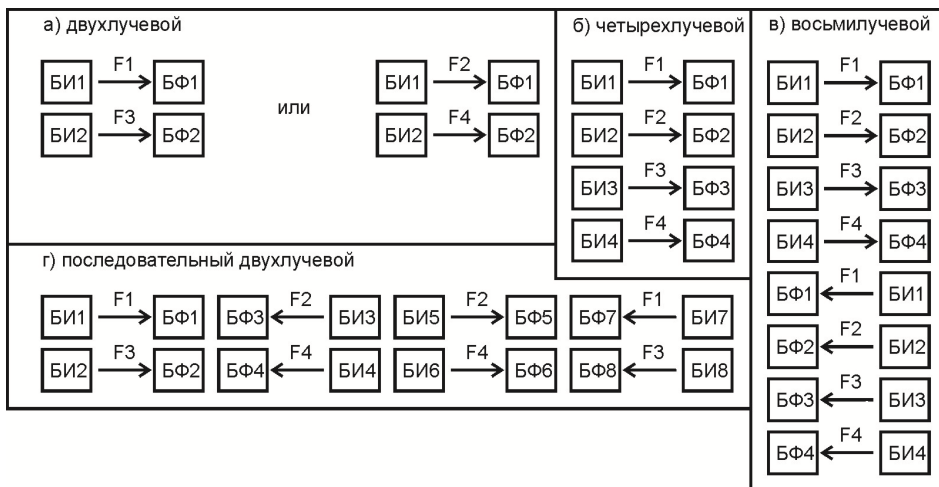 а) двухлучевой
БИ1 F1 БФ1
БИ2 F3 БФ2
или
БИ1 F2 БФ1
БИ2 F4 БФ2
б) четырехлучевой
БИ1 F1 БФ1
БИ2 F2 БФ2
БИ3 F3 БФ3
БИ4 F4 БФ4
в) восьмилучевой
БИ1 F1 БФ1
БИ2 F2 БФ2
БИ3 F3 БФ3
БИ4 F4 БФ4
БФ1 F1 БИ1
БФ2 F2 БИ2
БФ3 F3 БИ3
БФ4 F4 БИ4
г) последовательный двухлучевой
БИ1 F1 БФ1 БФ3 F2 БИ3 БИ5 F2 БФ5 БФ7 F1 БИ7
БИ2 F3 БФ2 БФ4 F4 БИ4 БИ6 F4 БФ6 БФ8 F3 БИ8